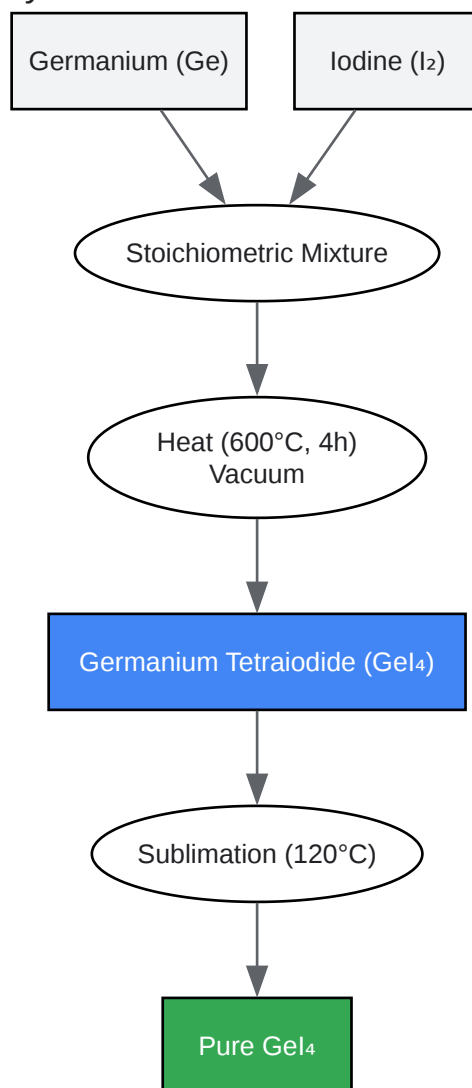 Germanium (Ge)
Iodine (I₂)
Stoichiometric Mixture
Heat (600°C, 4h)
Vacuum
Germanium Tetraiodide (GeI₄)
Sublimation (120°C)
Pure GeI₄